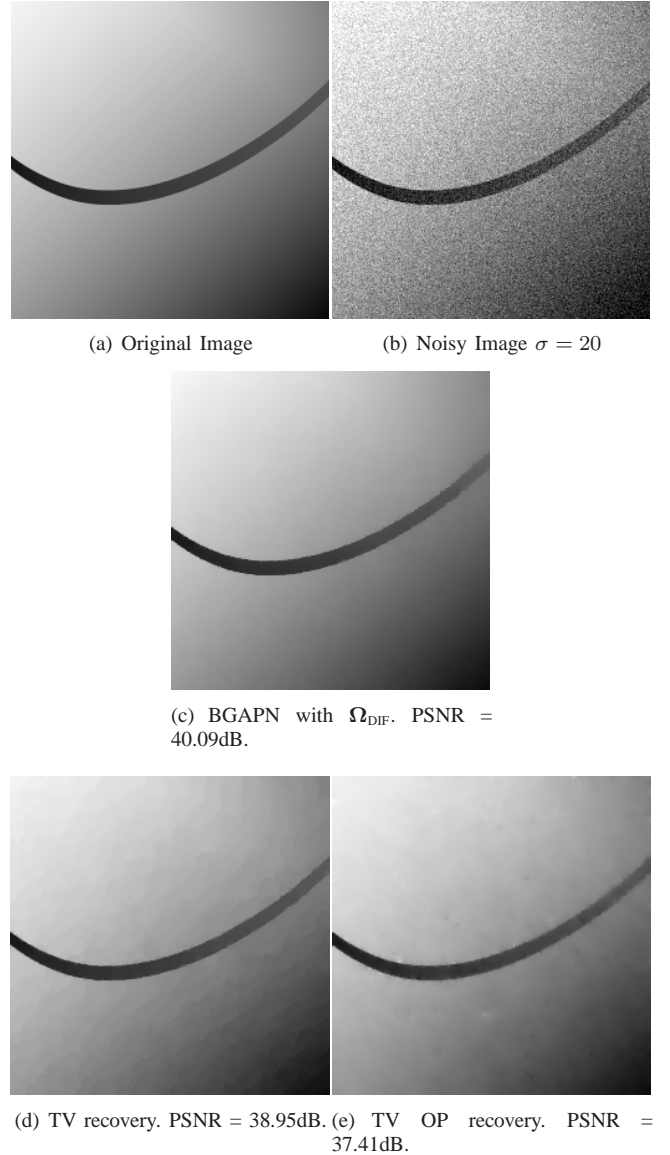 (a) Original Image
(b) Noisy Image σ = 20
(c) BGAPN with Ω_DIF. PSNR =
40.09dB.
(d) TV recovery. PSNR = 38.95dB.
(e) TV OP recovery. PSNR =
37.41dB.